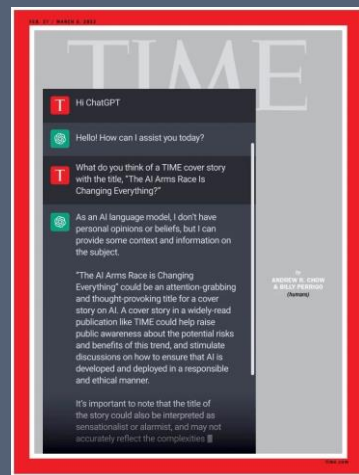 FEB. 27 / MARCH 6, 2023
TIME
T Hi ChatGPT
Hello! How can I assist you today?
T What do you think of a TIME cover story
with the title, “The AI Arms Race Is
Changing Everything?”
As an AI language model, I don't have
personal opinions or beliefs, but I can
provide some context and information on
the subject.
"The AI Arms Race is Changing
Everything" could be an attention-grabbing
and thought-provoking title for a cover
story on AI. A cover story in a widely-read
publication like TIME could help raise
public awareness about the potential risks
and benefits of this trend, and stimulate
discussions on how to ensure that AI is
developed and deployed in a responsible
and ethical manner.
It's important to note that the title of
the story could also be interpreted as
sensationalist or alarmist, and may not
accurately reflect the complexities
by
ANDREW R. CHOW
& BILLY PERRIGO
(humans)
TIME.COM